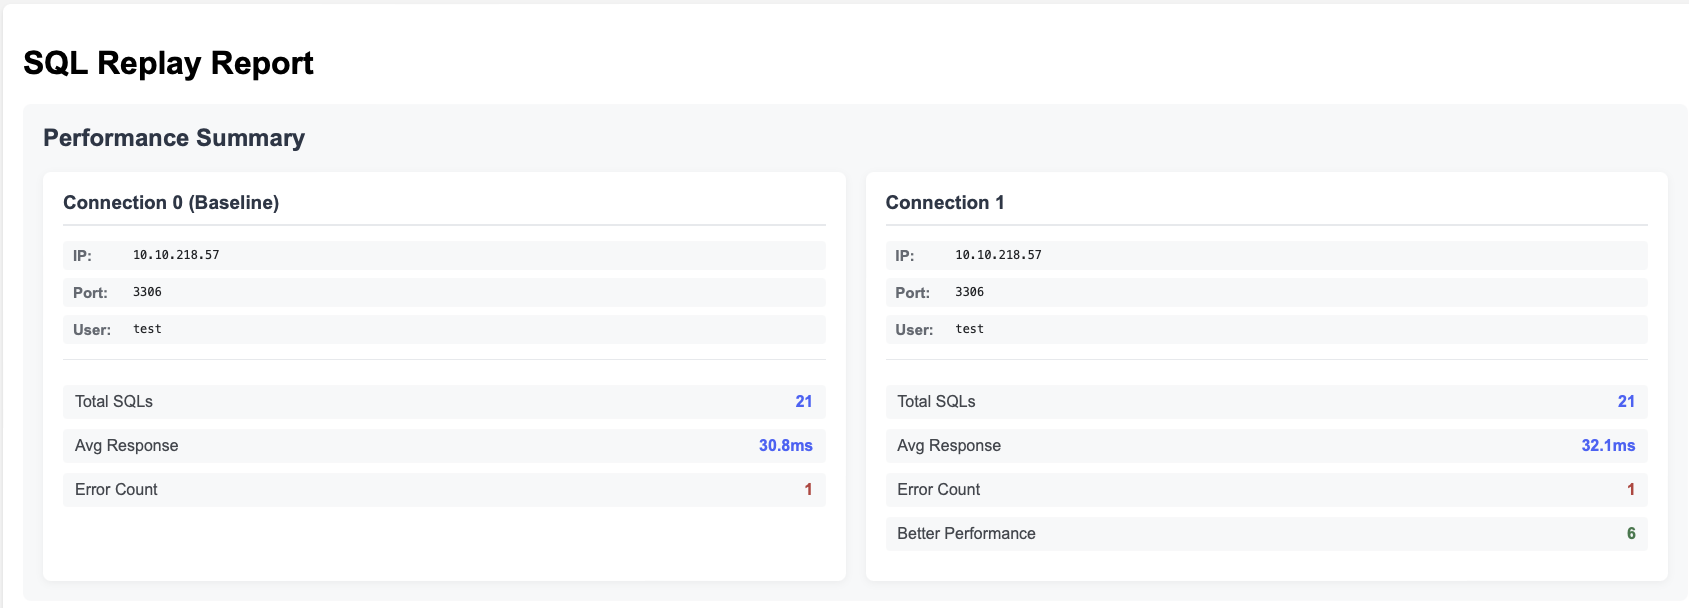 SQL Replay Report
Performance Summary
Connection 0 (Baseline)
IP: 10.10.218.57
Port: 3306
User: test
Total SQLs 21
Avg Response 30.8ms
Error Count 1
Connection 1
IP: 10.10.218.57
Port: 3306
User: test
Total SQLs 21
Avg Response 32.1ms
Error Count 1
Better Performance 6